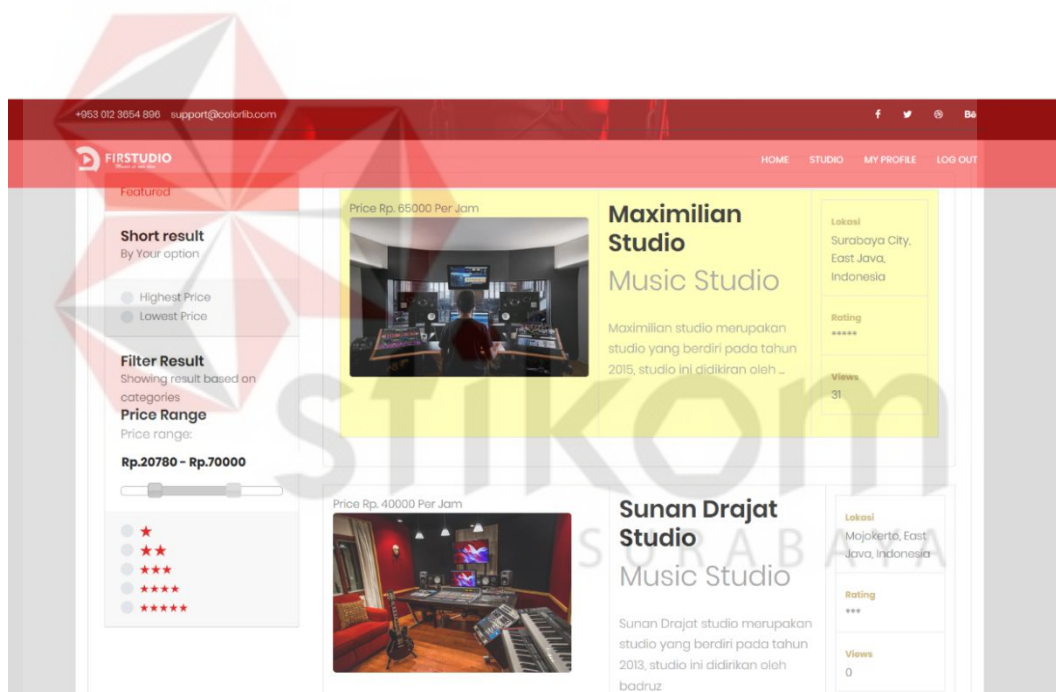 +953 012 3654 896 support@colorlib.com
Bē
FIRSTUDIO
HOME STUDIO MY PROFILE LOG OUT
Featured
Short result
By Your option
Highest Price
Lowest Price
Filter Result
Showing result based on
categories
Price Range
Price range:
Rp.20780 - Rp.70000
Price Rp. 65000 Per Jam
Maximilian
Studio
Music Studio
Maximilian studio merupakan
studio yang berdiri pada tahun
2015, studio ini didikiran oleh ...
Lokasi
Surabaya City,
East Java,
Indonesia
Rating
*****
Views
31
Price Rp. 40000 Per Jam
Sunan Drajat
Studio
Music Studio
Sunan Drajat studio merupakan
studio yang berdiri pada tahun
2013, studio ini didirikan oleh
badruz
Lokasi
Mojokerto, East
Java, Indonesia
Rating
***
Views
0
stikom
SURABAYA